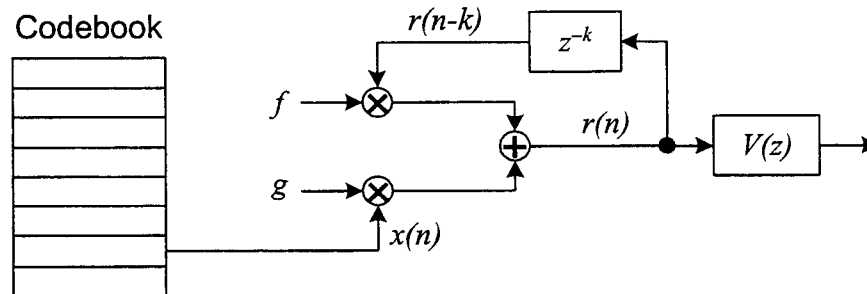 Codebook
r(n-k)
z⁻ᵏ
f
r(n)
V(z)
g
x(n)